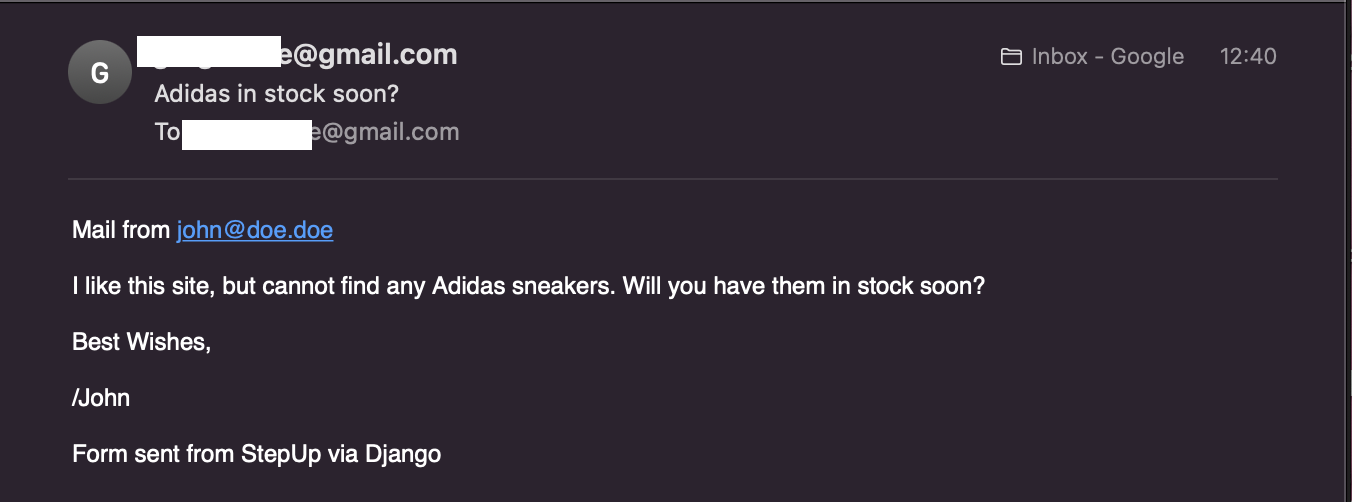 G
e@gmail.com
Inbox - Google 12:40
Adidas in stock soon?
To e@gmail.com
Mail from john@doe.doe
I like this site, but cannot find any Adidas sneakers. Will you have them in stock soon?
Best Wishes,
/John
Form sent from StepUp via Django